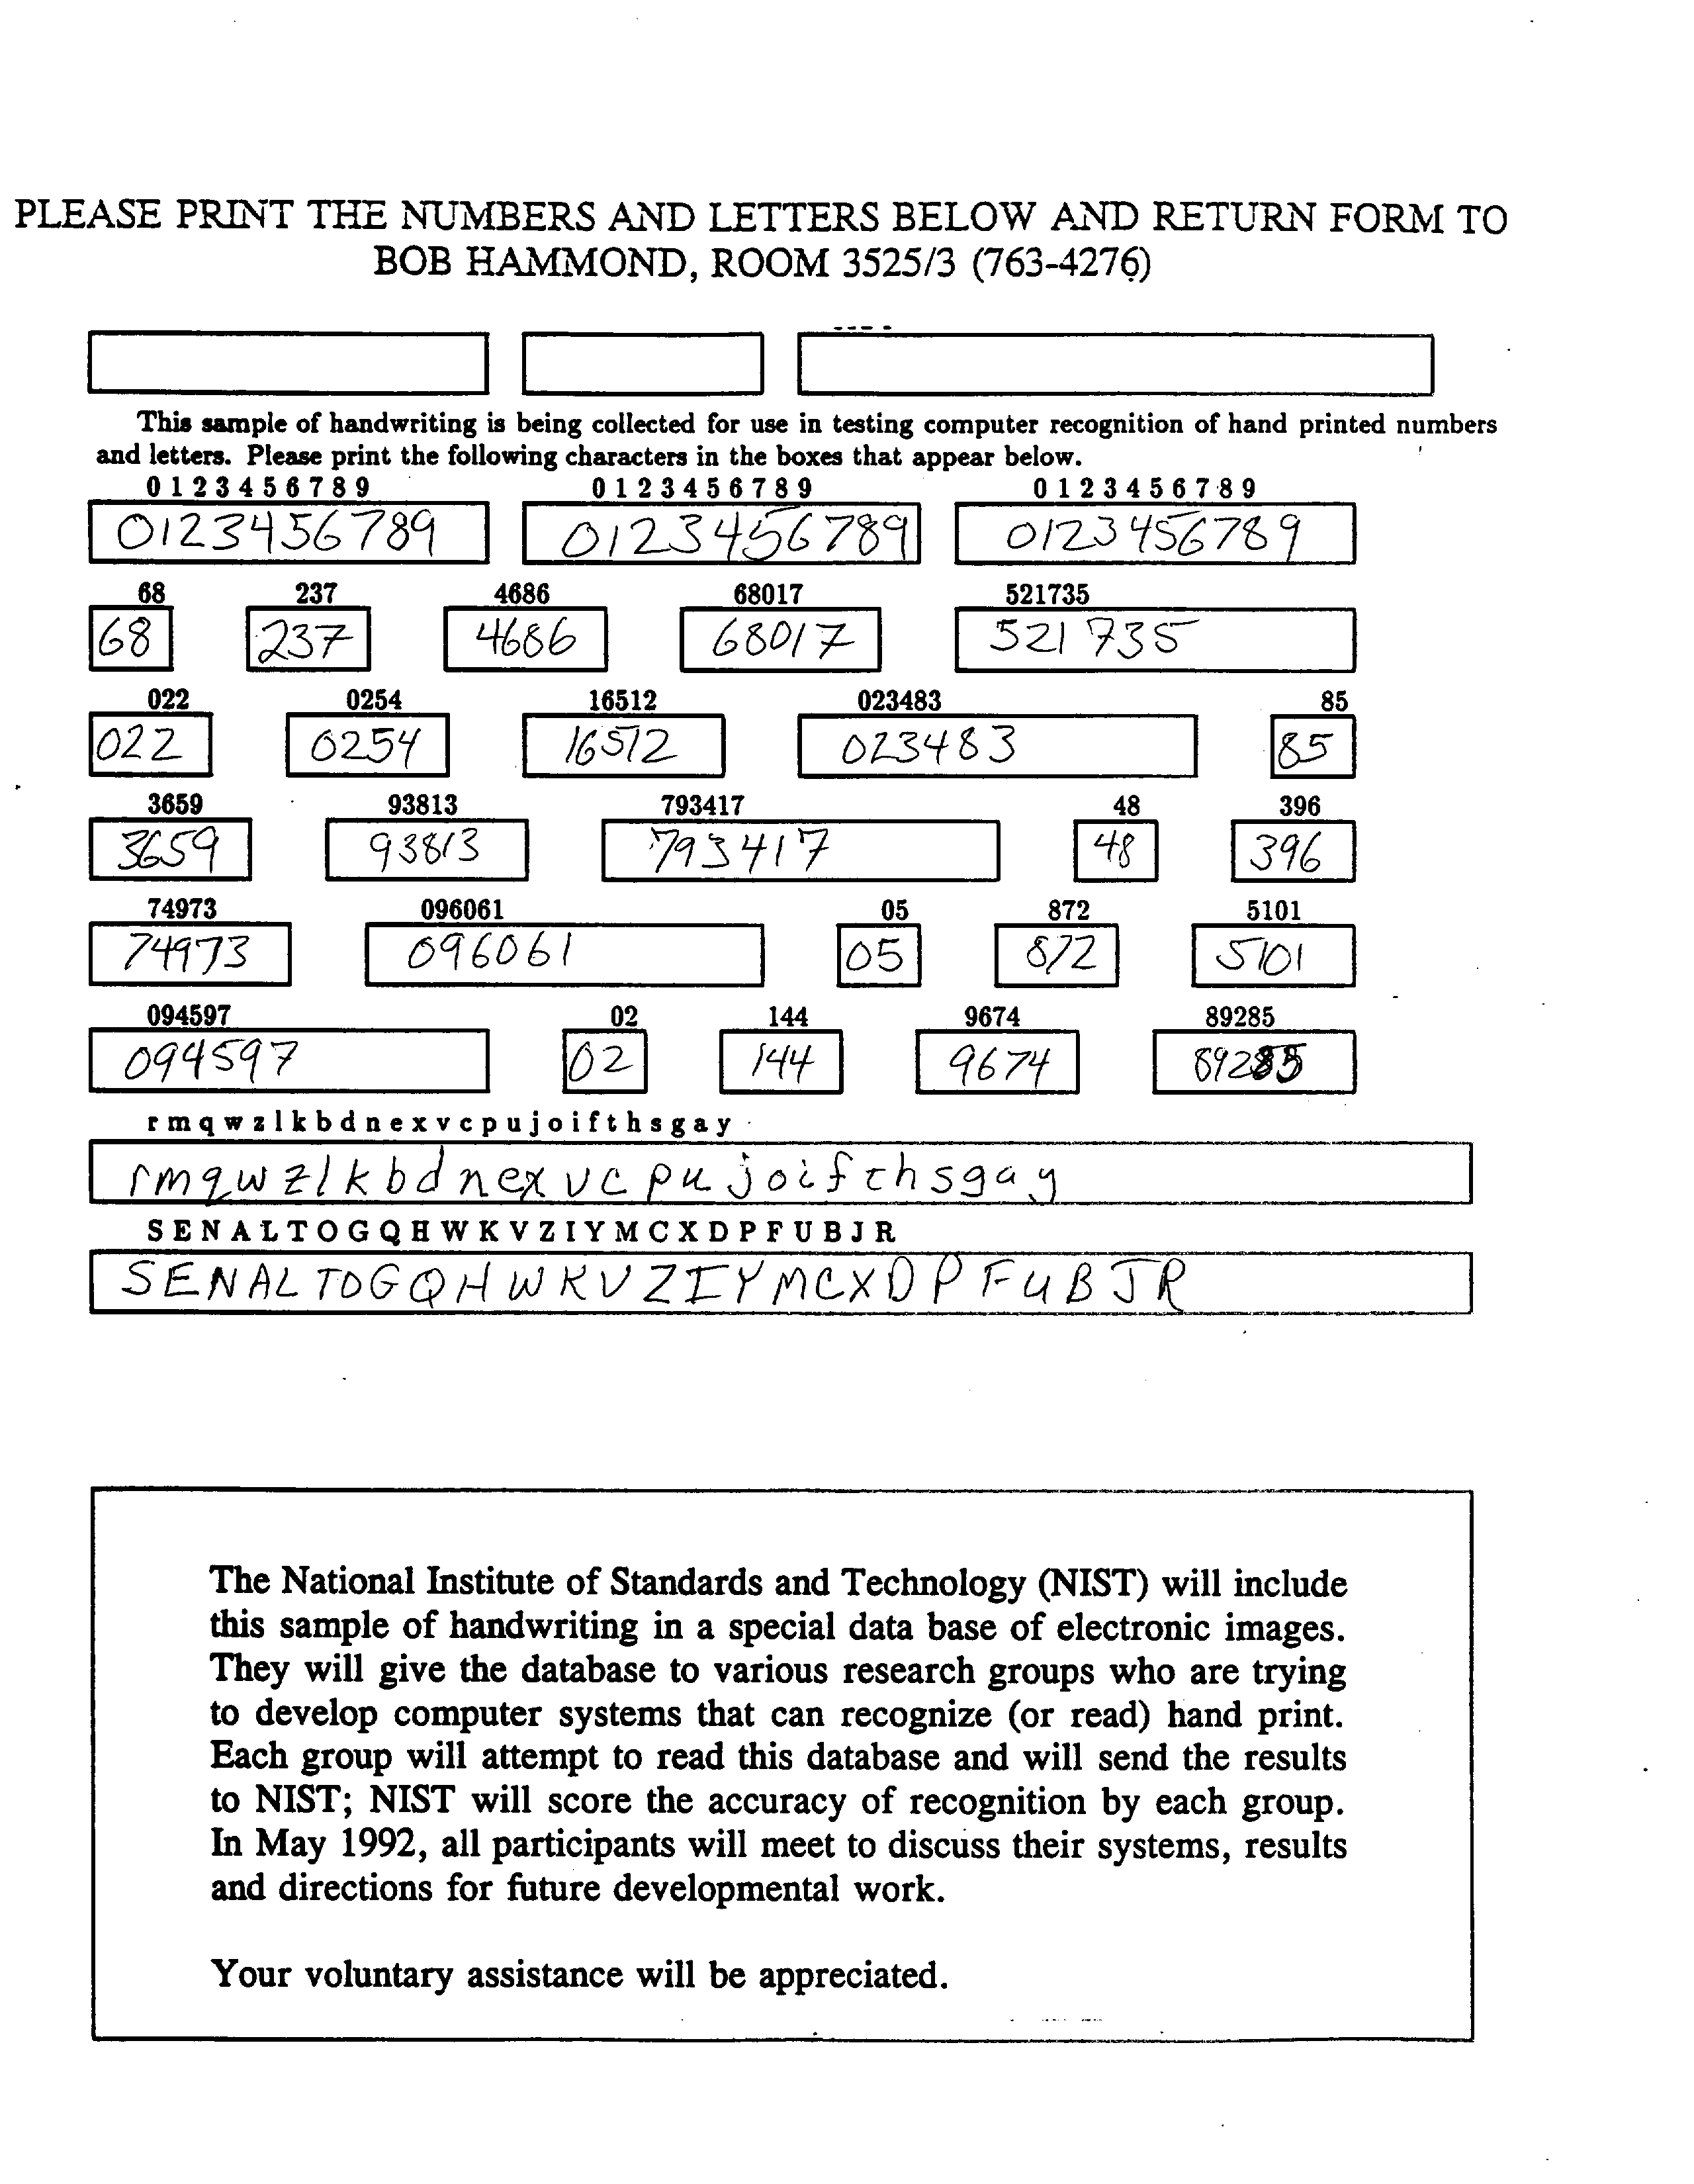 PLEASE PRINT THE NUMBERS AND LETTERS BELOW AND RETURN FORM TO
BOB HAMMOND, ROOM 3525/3 (763-4276)
This sample of handwriting is being collected for use in testing computer recognition of hand printed numbers
and letters. Please print the following characters in the boxes that appear below.
0 1 2 3 4 5 6 7 8 9 0 1 2 3 4 5 6 7 8 9 0 1 2 3 4 5 6 7 8 9
0123456789 0123456789 0123456789
68 237 4686 68017 521735
68 237 4686 68017 521735
022 0254 16512 023483 85
022 0254 16512 023483 85
3659 93813 793417 48 396
3659 93813 793417 48 396
74973 096061 05 872 5101
74973 096061 05 872 5101
094597 02 144 9674 89285
094597 02 144 9674 89285
r m q w z l k b d n e x v c p u j o i f t h s g a y
r m q w z l k b d n e x v c p u j o i f t h s g a y
S E N A L T O G Q H W K V Z I Y M C X D P F U B J R
S E N A L T O G Q H W K V Z I Y M C X D P F U B J R
The National Institute of Standards and Technology (NIST) will include
this sample of handwriting in a special data base of electronic images.
They will give the database to various research groups who are trying
to develop computer systems that can recognize (or read) hand print.
Each group will attempt to read this database and will send the results
to NIST; NIST will score the accuracy of recognition by each group.
In May 1992, all participants will meet to discuss their systems, results
and directions for future developmental work.
Your voluntary assistance will be appreciated.